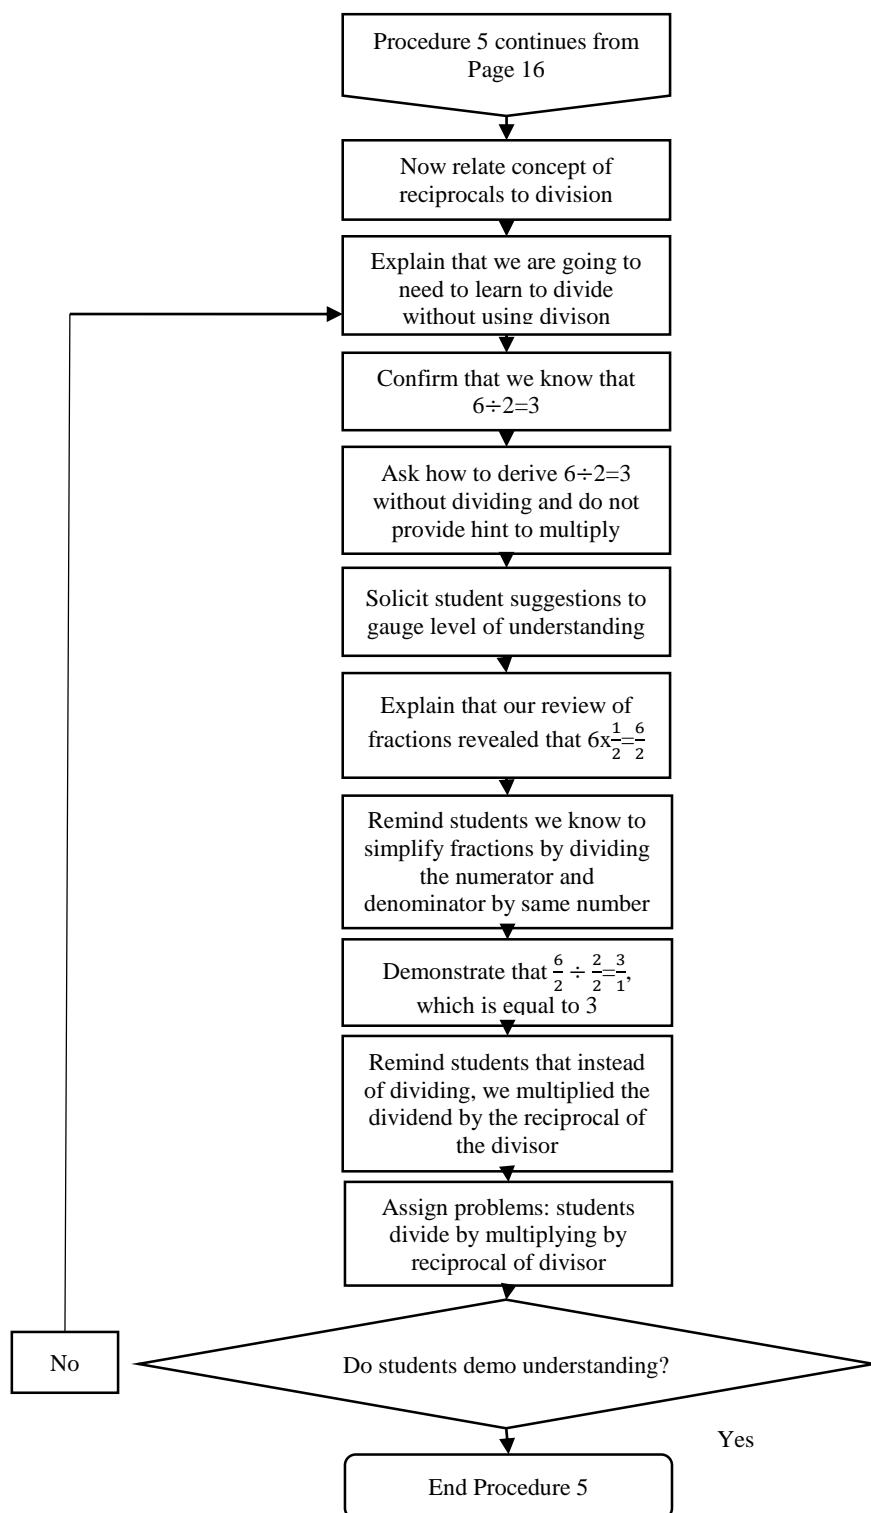 Procedure 5 continues from
Page 16
Now relate concept of
reciprocals to division
Explain that we are going to
need to learn to divide
without using divison
Confirm that we know that
6÷2=3
Ask how to derive 6÷2=3
without dividing and do not
provide hint to multiply
Solicit student suggestions to
gauge level of understanding
Explain that our review of
fractions revealed that 6x1/2=6/2
Remind students we know to
simplify fractions by dividing
the numerator and
denominator by same number
Demonstrate that 6/2 ÷ 2/2=3/1,
which is equal to 3
Remind students that instead
of dividing, we multiplied the
dividend by the reciprocal of
the divisor
Assign problems: students
divide by multiplying by
reciprocal of divisor
No
Do students demo understanding?
Yes
End Procedure 5